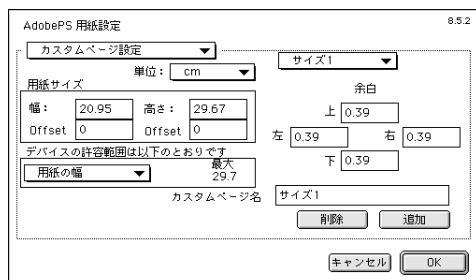 AdobePS 用紙設定
8.5.2
カスタムページ設定
サイズ1
単位： cm
用紙サイズ
余白
幅： 20.95 高さ： 29.67
上 0.39
Offset 0 Offset 0
左 0.39 右 0.39
デバイスの許容範囲は以下のとおりです
下 0.39
用紙の幅
最大
29.7
カスタムページ名 サイズ1
削除 追加
キャンセル OK